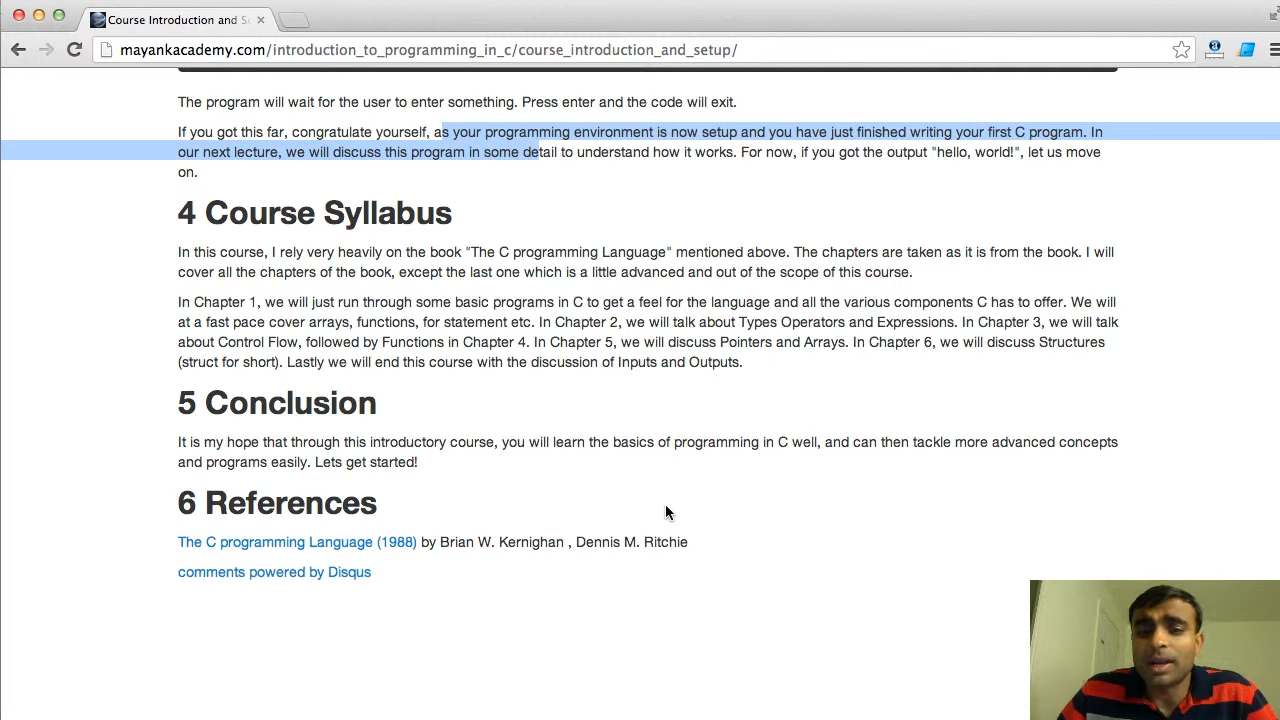 Course Introduction and S
mayankacademy.com/introduction_to_programming_in_c/course_introduction_and_setup/
The program will wait for the user to enter something. Press enter and the code will exit.
If you got this far, congratulate yourself, as your programming environment is now setup and you have just finished writing your first C program. In
our next lecture, we will discuss this program in some detail to understand how it works. For now, if you got the output "hello, world!", let us move
on.
4 Course Syllabus
In this course, I rely very heavily on the book "The C programming Language" mentioned above. The chapters are taken as it is from the book. I will
cover all the chapters of the book, except the last one which is a little advanced and out of the scope of this course.
In Chapter 1, we will just run through some basic programs in C to get a feel for the language and all the various components C has to offer. We will
at a fast pace cover arrays, functions, for statement etc. In Chapter 2, we will talk about Types Operators and Expressions. In Chapter 3, we will talk
about Control Flow, followed by Functions in Chapter 4. In Chapter 5, we will discuss Pointers and Arrays. In Chapter 6, we will discuss Structures
(struct for short). Lastly we will end this course with the discussion of Inputs and Outputs.
5 Conclusion
It is my hope that through this introductory course, you will learn the basics of programming in C well, and can then tackle more advanced concepts
and programs easily. Lets get started!
6 References
The C programming Language (1988) by Brian W. Kernighan , Dennis M. Ritchie
comments powered by Disqus